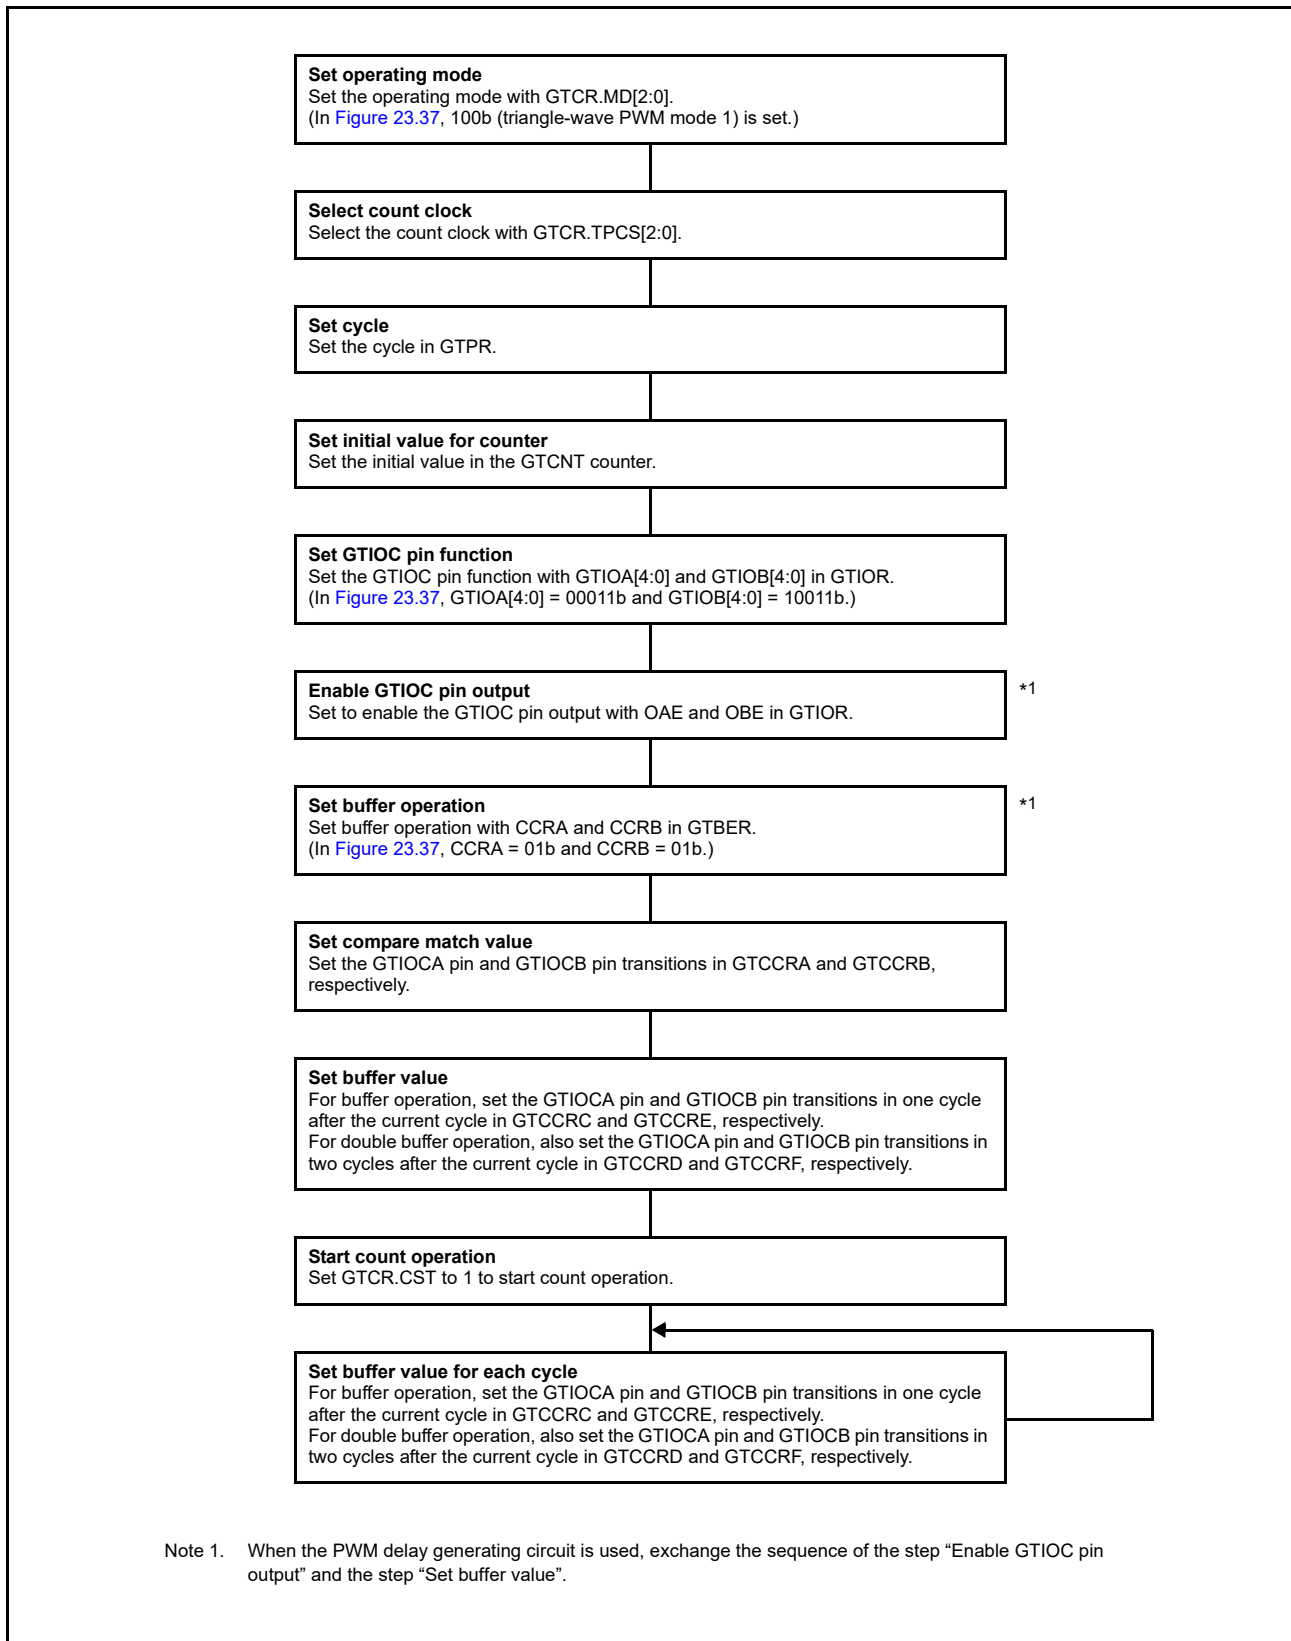 Set operating mode
Set the operating mode with GTCR.MD[2:0].
(In Figure 23.37, 100b (triangle-wave PWM mode 1) is set.)
Select count clock
Select the count clock with GTCR.TPCS[2:0].
Set cycle
Set the cycle in GTPR.
Set initial value for counter
Set the initial value in the GTCNT counter.
Set GTIOC pin function
Set the GTIOC pin function with GTIOA[4:0] and GTIOB[4:0] in GTIOR.
(In Figure 23.37, GTIOA[4:0] = 00011b and GTIOB[4:0] = 10011b.)
Enable GTIOC pin output
*1
Set to enable the GTIOC pin output with OAE and OBE in GTIOR.
Set buffer operation
*1
Set buffer operation with CCRA and CCRB in GTBER.
(In Figure 23.37, CCRA = 01b and CCRB = 01b.)
Set compare match value
Set the GTIOCA pin and GTIOCB pin transitions in GTCCRA and GTCCRB,
respectively.
Set buffer value
For buffer operation, set the GTIOCA pin and GTIOCB pin transitions in one cycle
after the current cycle in GTCCRC and GTCCRE, respectively.
For double buffer operation, also set the GTIOCA pin and GTIOCB pin transitions in
two cycles after the current cycle in GTCCRD and GTCCRF, respectively.
Start count operation
Set GTCR.CST to 1 to start count operation.
Set buffer value for each cycle
For buffer operation, set the GTIOCA pin and GTIOCB pin transitions in one cycle
after the current cycle in GTCCRC and GTCCRE, respectively.
For double buffer operation, also set the GTIOCA pin and GTIOCB pin transitions in
two cycles after the current cycle in GTCCRD and GTCCRF, respectively.
Note 1. When the PWM delay generating circuit is used, exchange the sequence of the step “Enable GTIOC pin
output” and the step “Set buffer value”.